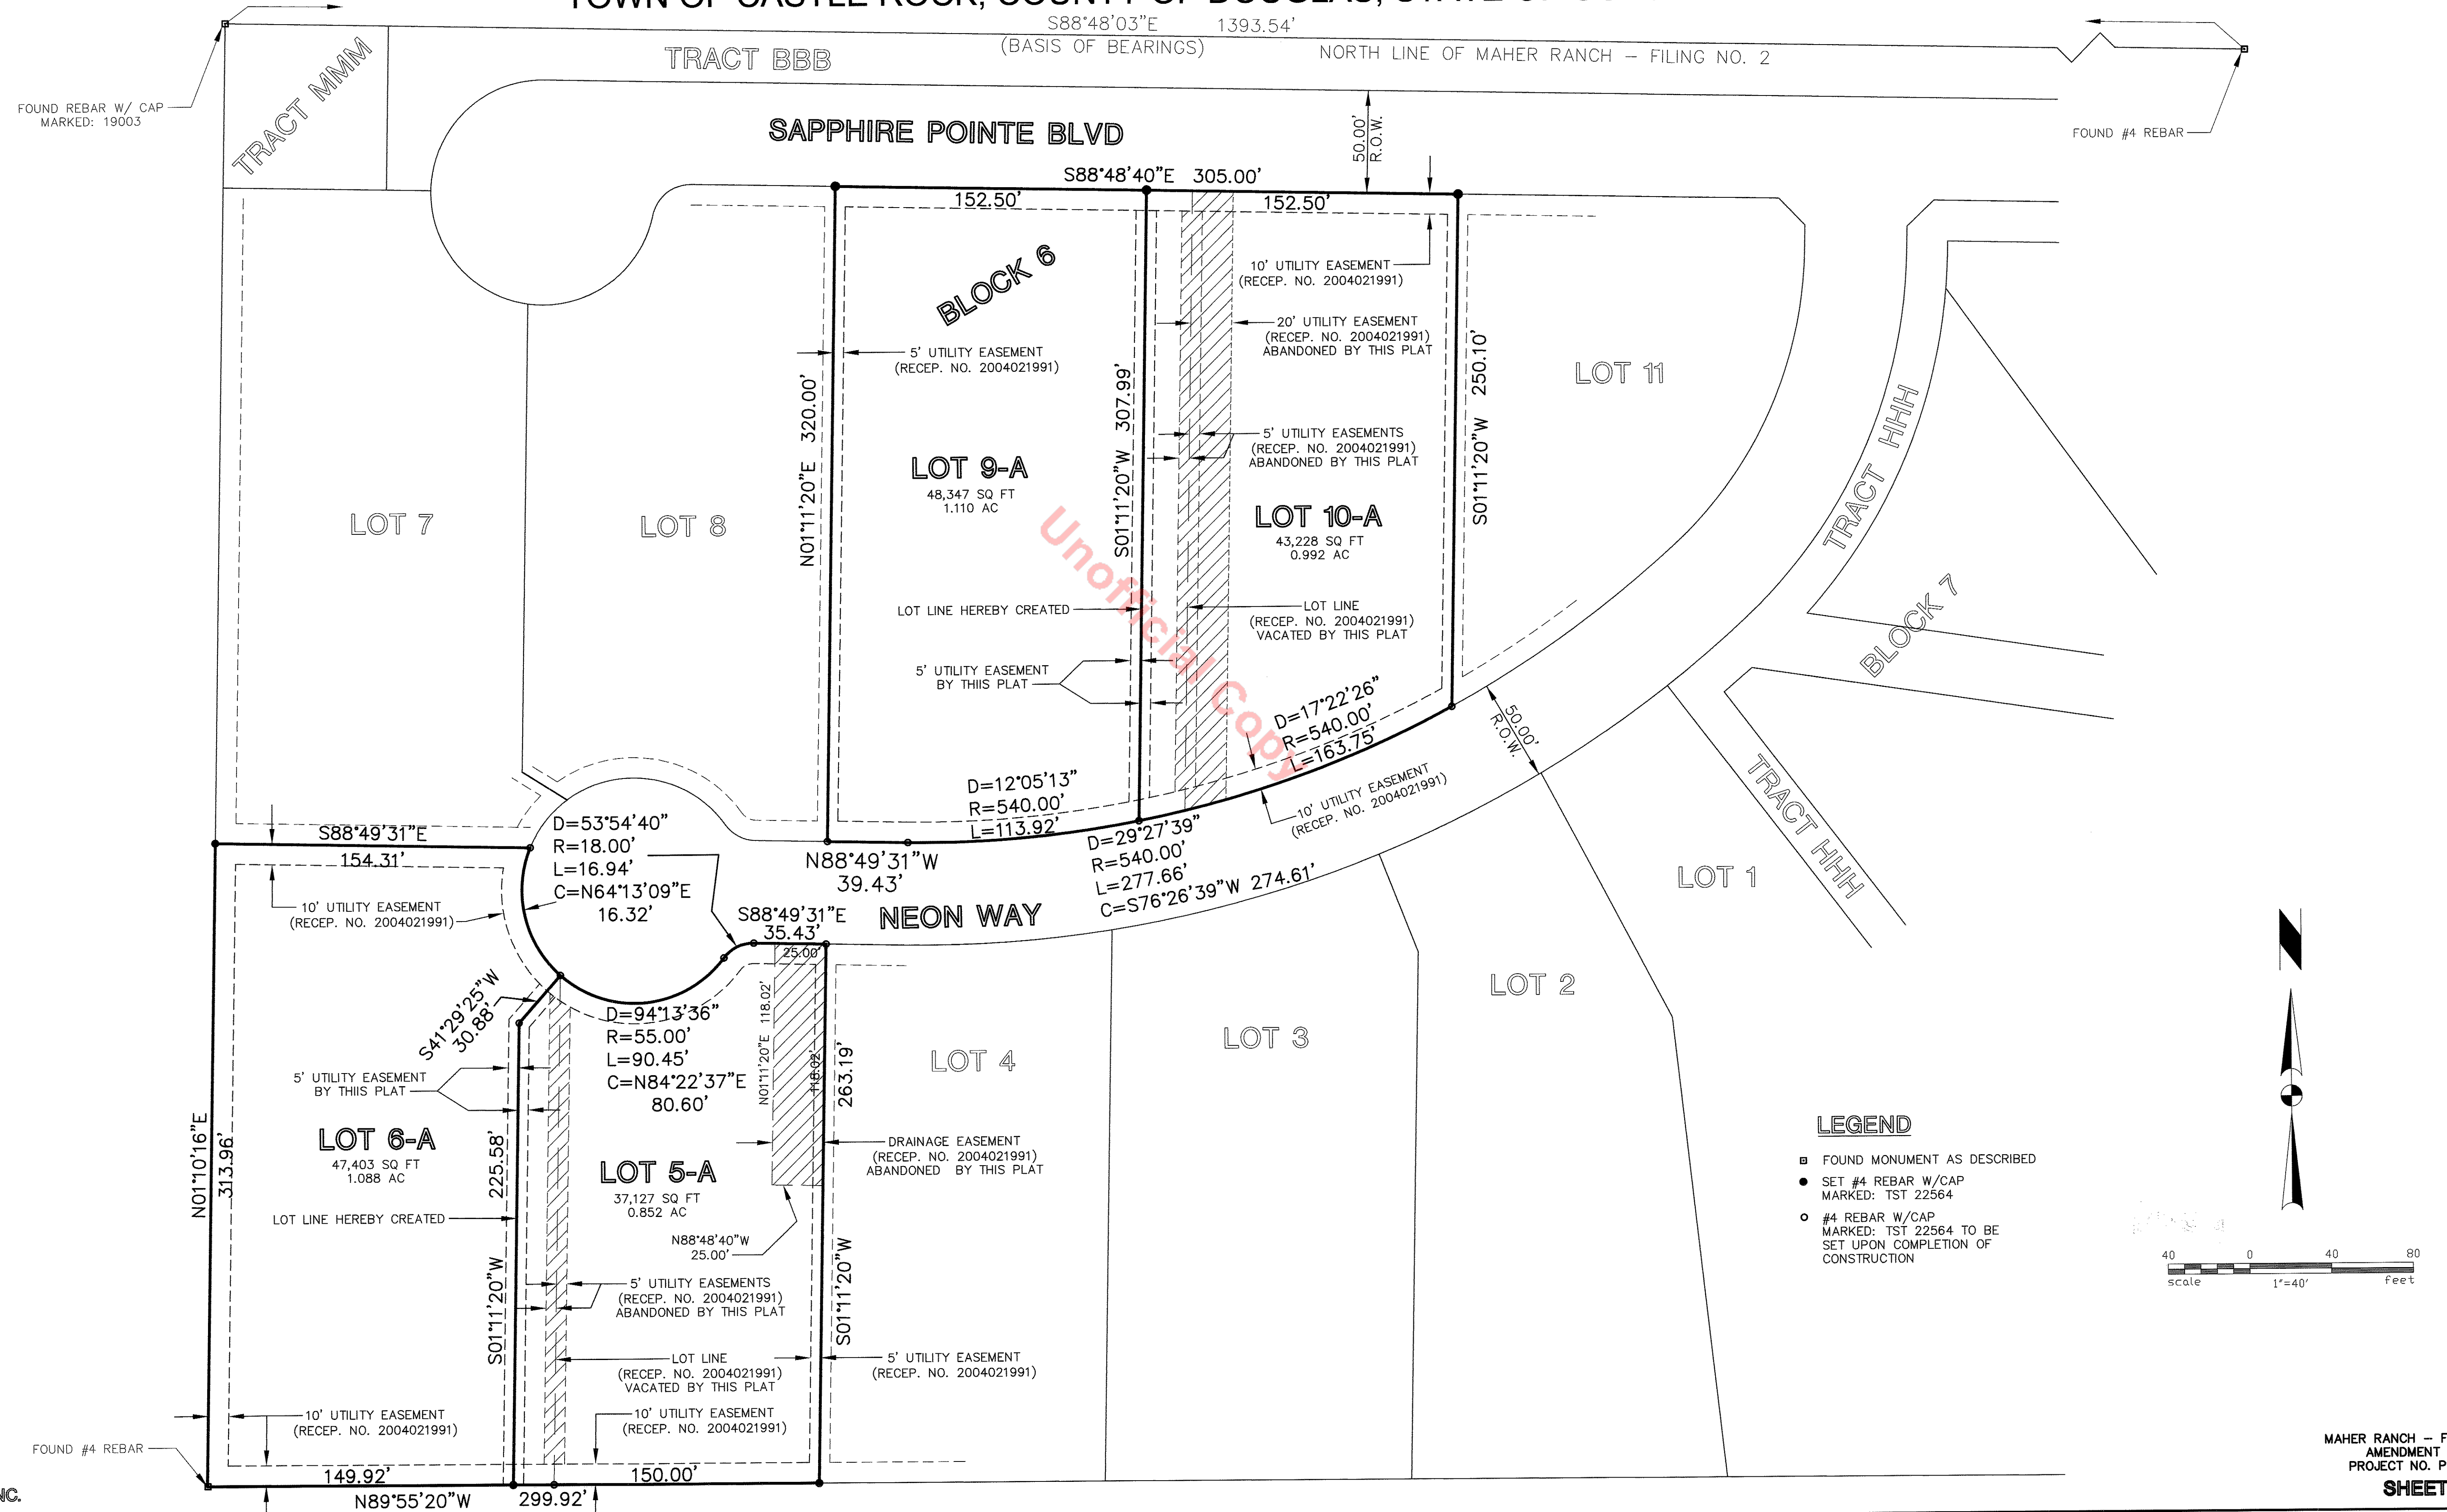 TOWN OF CASTLE ROCK, COUNTY OF DOUGLAS,
S88°48'03"E 1393.54'
(BASIS OF BEARINGS)
NORTH LINE OF MAHER RANCH – FILING NO. 2
TRACT BBB
TRACT MMM
FOUND REBAR W/ CAP
MARKED: 19003
FOUND #4 REBAR
SAPPHIRE POINTE BLVD
50.00'
R.O.W.
S88°48'40"E 305.00'
152.50'
152.50'
BLOCK 6
10' UTILITY EASEMENT
(RECEP. NO. 2004021991)
20' UTILITY EASEMENT
(RECEP. NO. 2004021991)
ABANDONED BY THIS PLAT
5' UTILITY EASEMENT
(RECEP. NO. 2004021991)
N01°11'20"E 320.00'
S01°11'20"W 307.99'
S01°11'20"W 250.10'
LOT 11
5' UTILITY EASEMENTS
(RECEP. NO. 2004021991)
ABANDONED BY THIS PLAT
LOT 9-A
48,347 SQ FT
1.110 AC
LOT 10-A
43,228 SQ FT
0.992 AC
LOT 7
LOT 8
TRACT HHH
BLOCK 7
Unofficial Copy
LOT LINE HEREBY CREATED
LOT LINE
(RECEP. NO. 2004021991)
VACATED BY THIS PLAT
5' UTILITY EASEMENT
BY THIIS PLAT
D=17°22'26"
R=540.00'
L=163.75'
50.00'
R.O.W.
10' UTILITY EASEMENT
(RECEP. NO. 2004021991)
TRACT HHH
D=12°05'13"
R=540.00'
L=113.92'
D=29°27'39"
R=540.00'
L=277.66'
C=S76°26'39"W 274.61'
N88°49'31"W
39.43'
S88°49'31"E
154.31'
D=53°54'40"
R=18.00'
L=16.94'
C=N64°13'09"E
16.32'
10' UTILITY EASEMENT
(RECEP. NO. 2004021991)
S88°49'31"E
35.43'
25.00'
NEON WAY
LOT 1
LOT 2
LOT 3
LOT 4
S41°29'25"W
30.88'
D=94°13'36"
R=55.00'
L=90.45'
C=N84°22'37"E
80.60'
N01°11'20"E 118.02'
118.02'
263.19'
S01°11'20"W
5' UTILITY EASEMENT
BY THIIS PLAT
N01°10'16"E
313.96'
LOT 6-A
47,403 SQ FT
1.088 AC
225.58'
S01°11'20"W
LOT 5-A
37,127 SQ FT
0.852 AC
DRAINAGE EASEMENT
(RECEP. NO. 2004021991)
ABANDONED BY THIS PLAT
LOT LINE HEREBY CREATED
N88°48'40"W
25.00'
5' UTILITY EASEMENTS
(RECEP. NO. 2004021991)
ABANDONED BY THIS PLAT
LOT LINE
(RECEP. NO. 2004021991)
VACATED BY THIS PLAT
5' UTILITY EASEMENT
(RECEP. NO. 2004021991)
10' UTILITY EASEMENT
(RECEP. NO. 2004021991)
10' UTILITY EASEMENT
(RECEP. NO. 2004021991)
FOUND #4 REBAR
149.92'
150.00'
N89°55'20"W 299.92'
LEGEND
FOUND MONUMENT AS DESCRIBED
SET #4 REBAR W/CAP
MARKED: TST 22564
#4 REBAR W/CAP
MARKED: TST 22564 TO BE
SET UPON COMPLETION OF
CONSTRUCTION
N
40 0 40 80
scale 1"=40' feet
MAHER RANCH – F
AMENDMENT
PROJECT NO. P
SHEET
NC.